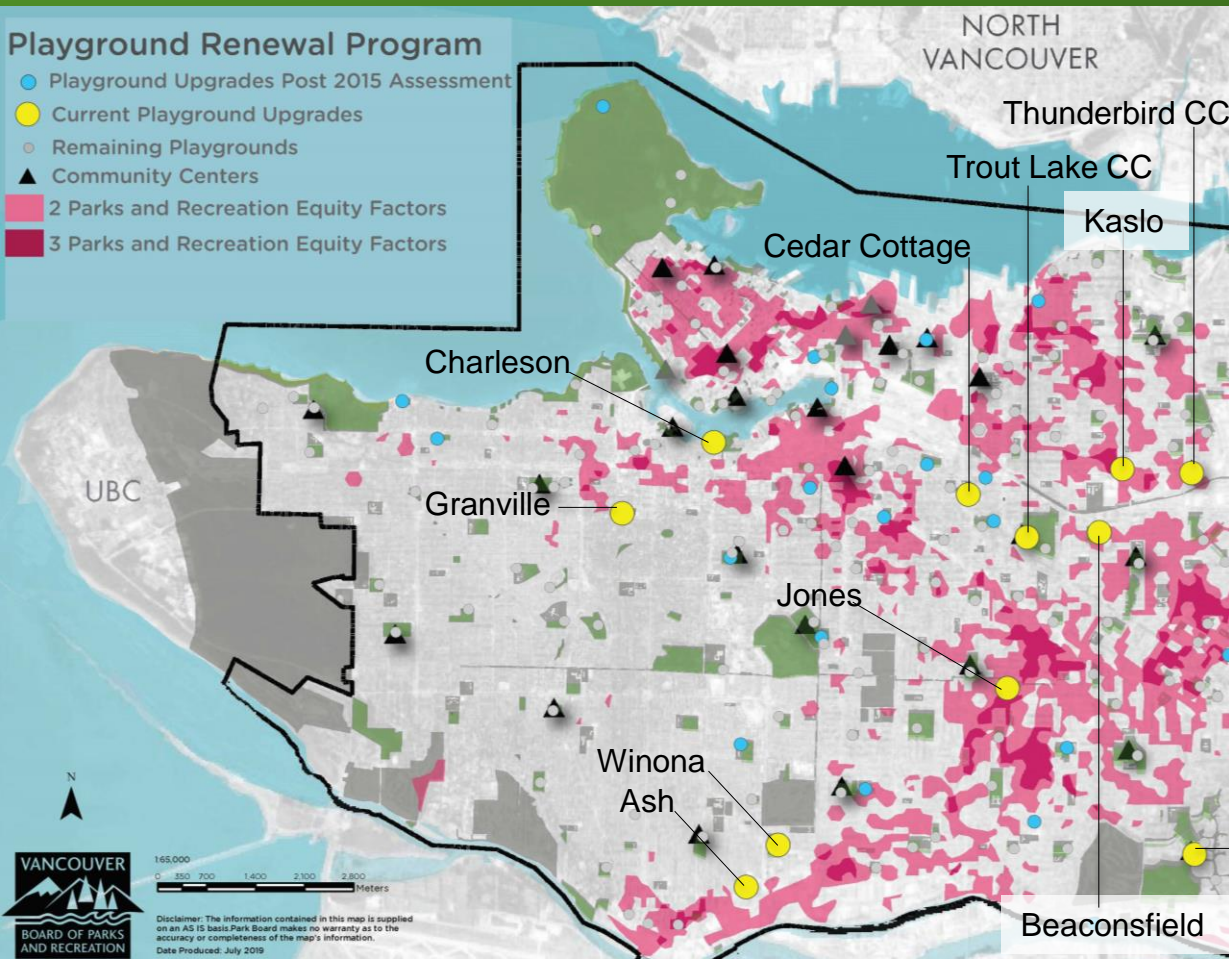 Playground Renewal Program
Playground Upgrades Post 2015 Assessment
Current Playground Upgrades
Remaining Playgrounds
Community Centers
2 Parks and Recreation Equity Factors
3 Parks and Recreation Equity Factors
NORTH
VANCOUVER
Thunderbird CC
Trout Lake CC
Kaslo
Cedar Cottage
Charleson
UBC
Granville
Jones
Winona
Ash
Beaconsfield
N
VANCOUVER
BOARD OF PARKS
AND RECREATION
1:65,000
0 350 700 1,400 2,100 2,800
Meters
Disclaimer: The information contained in this map is supplied
on an AS IS basis.Park Board makes no warranty as to the
accuracy or completeness of the map's information.
Date Produced: July 2019